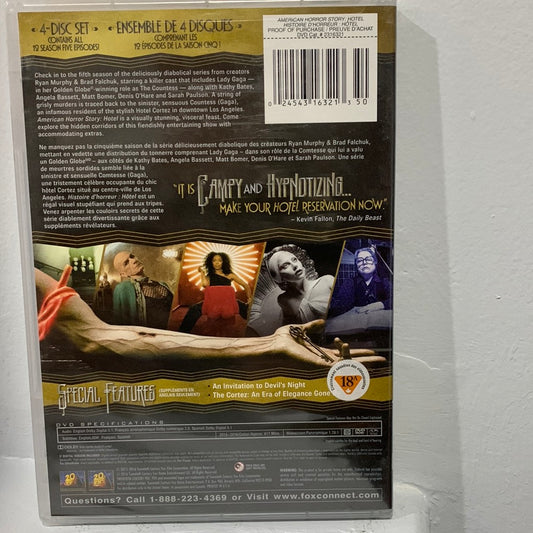 4-DISC SET
CONTAINS ALL
12 SEASON FIVE EPISODES!
ENSEMBLE DE 4 DISQUES
COMPRENANT LES
12 ÉPISODES DE LA SAISON CINQ !
AMERICAN HORROR STORY: HOTEL
HISTOIRE D'HORREUR : HÔTEL
PROOF OF PURCHASE / PREUVE D'ACHAT
DVD Cat. # 2316321
0 24543 16321 3 50
Check in to the fifth season of the deliciously diabolical series from creators
Ryan Murphy & Brad Falchuk, starring a killer cast that includes Lady Gaga —
in her Golden Globe®-winning role as The Countess — along with Kathy Bates,
Angela Bassett, Matt Bomer, Denis O'Hare and Sarah Paulson. A string of
grisly murders is traced back to the sinister, sensuous Countess (Gaga), an
infamous resident of the stylish Hotel Cortez in downtown Los Angeles.
American Horror Story: Hotel is a visually stunning, visceral feast. Come
explore the hidden corridors of this fiendishly entertaining show with
accommodating extras.
Ne manquez pas la cinquième saison de la série délicieusement diabolique des créateurs Ryan Murphy & Brad Falchuk,
mettant en vedette une distribution du tonnerre comprenant Lady Gaga — dans son rôle de la Comtesse qui lui a valu
un Golden Globeᴹᴰ — aux côtés de Kathy Bates, Angela Bassett, Matt Bomer, Denis O'Hare et Sarah Paulson. Une série
de meurtres sordides semble liée à la
sinistre et sensuelle Comtesse (Gaga),
une tristement célèbre occupante du chic
hôtel Cortez situé au centre-ville de Los
Angeles. Histoire d'horreur : Hôtel est un
régal visuel stupéfiant qui prend aux tripes.
Venez arpenter les couloirs secrets de cette
série diablement divertissante grâce aux
suppléments révélateurs.
"IT IS CAMPY AND HYPNOTIZING...
MAKE YOUR HOTEL RESERVATION NOW."
– Kevin Fallon, The Daily Beast
18+
SPECIAL FEATURES
(SUPPLÉMENTS EN
ANGLAIS SEULEMENT)
• An Invitation to Devil's Night
• The Cortez: An Era of Elegance Gone
DVD SPECIFICATIONS
Questions? Call 1-888-223-4369 or Visit www.foxconnect.com